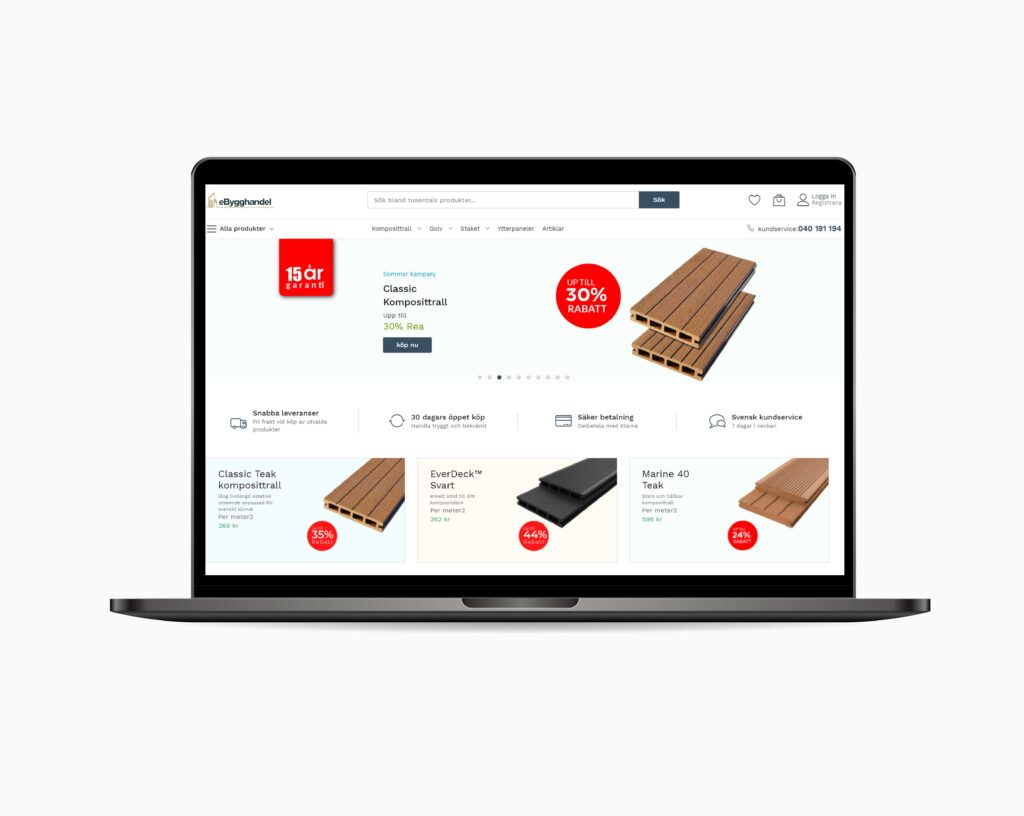 eBygghandel
Sök bland tusentals produkter...
Sök
Logga in
Registrera
Alla produkter
Komposittrall
Golv
Staket
Ytterpaneler
Artiklar
kundservice:040 191 194
15 år
garanti
Sommar kampanj
Classic
Komposittrall
Upp till
30% Rea
köp nu
UP TILL
30%
RABATT
Snabba leveranser
Fri frakt vid köp av utvalda
produkter
30 dagars öppet köp
Handla tryggt och bekvämt
Säker betalning
Delbetala med Klarna
Svensk kundservice
7 dagar i veckan
Classic Teak
komposittrall
lång livslängd estetisk
utseende anpassad för
svenskt klimat
Per meter2
369 kr
35%
Rabatt
EverDeck™
Svart
enkelt stöd till ditt
kompositdäck
Per meter2
362 kr
44%
Rabatt
Marine 40
Teak
Stark och hållbar
komposittrall
Per meter2
596 kr
UP TILL
24%
RABATT